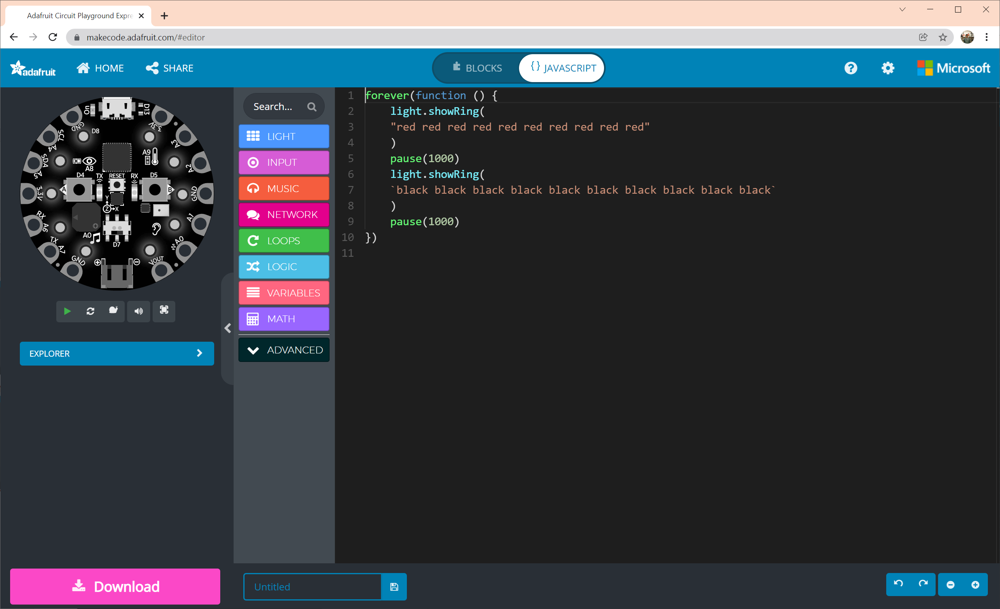 Adafruit Circuit Playground Expre
makecode.adafruit.com/#editor
adafruit
HOME
SHARE
BLOCKS
{} JAVASCRIPT
Microsoft
On
D13
GND
D8
3.3V
SCL
A4
A3
SDA
A5
A8
A9
A2
D4
TX
RESET
RX
D5
3.3V
A
B
GND
Y
Z
X
RX
A6
A1
A0
D7
TX
A7
A0
GND
VOUT
EXPLORER
Download
Search...
LIGHT
INPUT
MUSIC
NETWORK
LOOPS
LOGIC
VARIABLES
MATH
ADVANCED
1 forever(function () {
2 light.showRing(
3 "red red red red red red red red red red"
4 )
5 pause(1000)
6 light.showRing(
7 `black black black black black black black black black black`
8 )
9 pause(1000)
10 })
11
Untitled